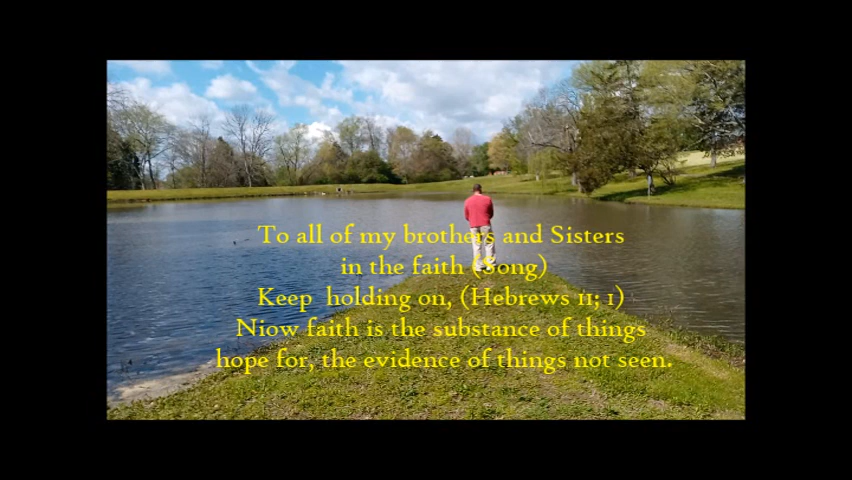 To all of my brothers and Sisters
in the faith (Song)
Keep holding on, (Hebrews 11; 1)
Niow faith is the substance of things
hope for, the evidence of things not seen.